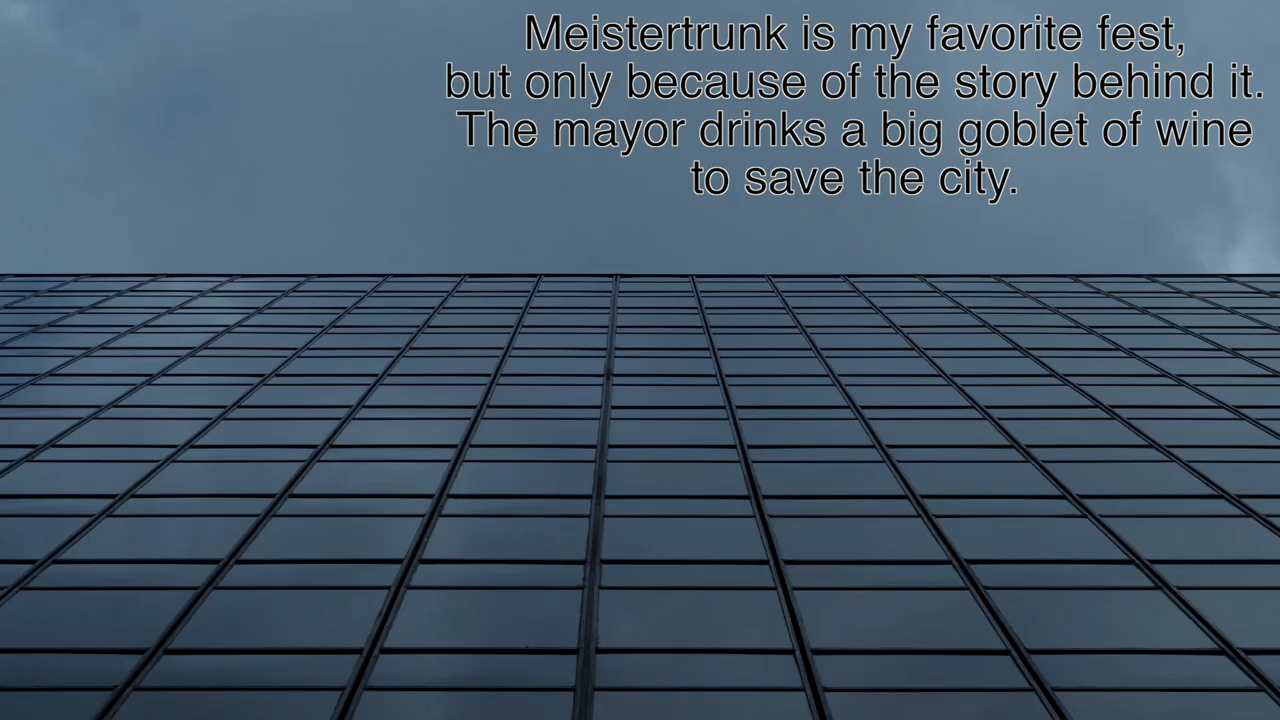 Meistertrunk is my favorite fest,
but only because of the story behind it.
The mayor drinks a big goblet of wine
to save the city.